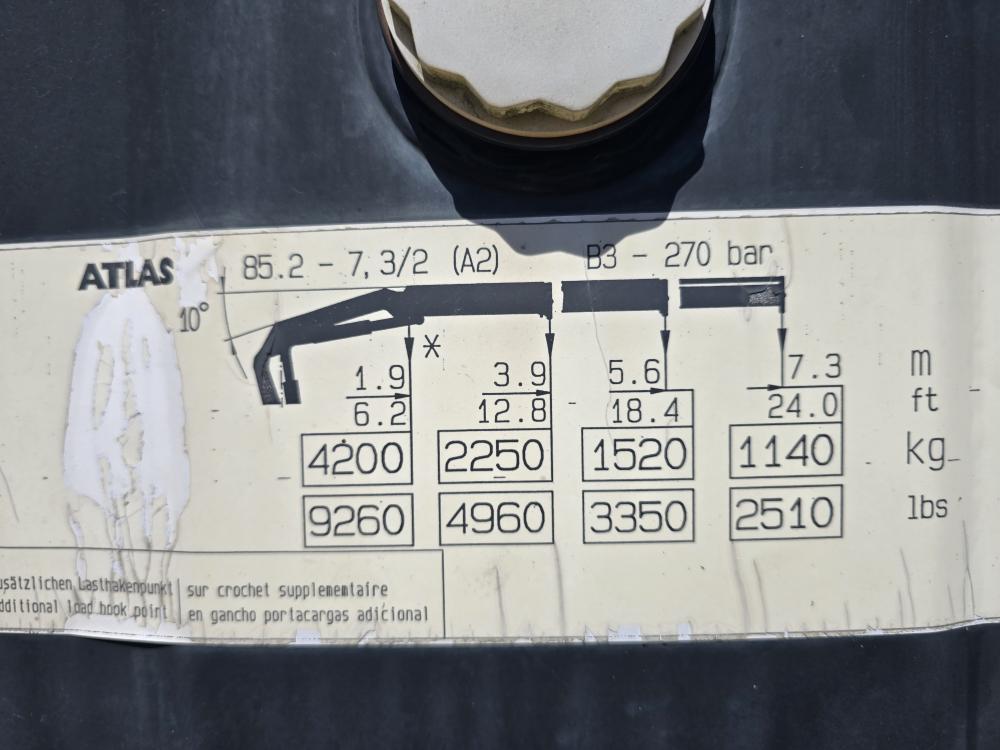 ATLAS 85.2 - 7,3/2 (A2) B3 - 270 bar
10°
*
1.9 3.9 5.6 7.3 m
6.2 12.8 18.4 24.0 ft
4200 2250 1520 1140 kg
9260 4960 3350 2510 lbs
usätzlichen Lasthakenpunkt sur crochet supplementaire
dditional load hook point en gancho portacargas adicional